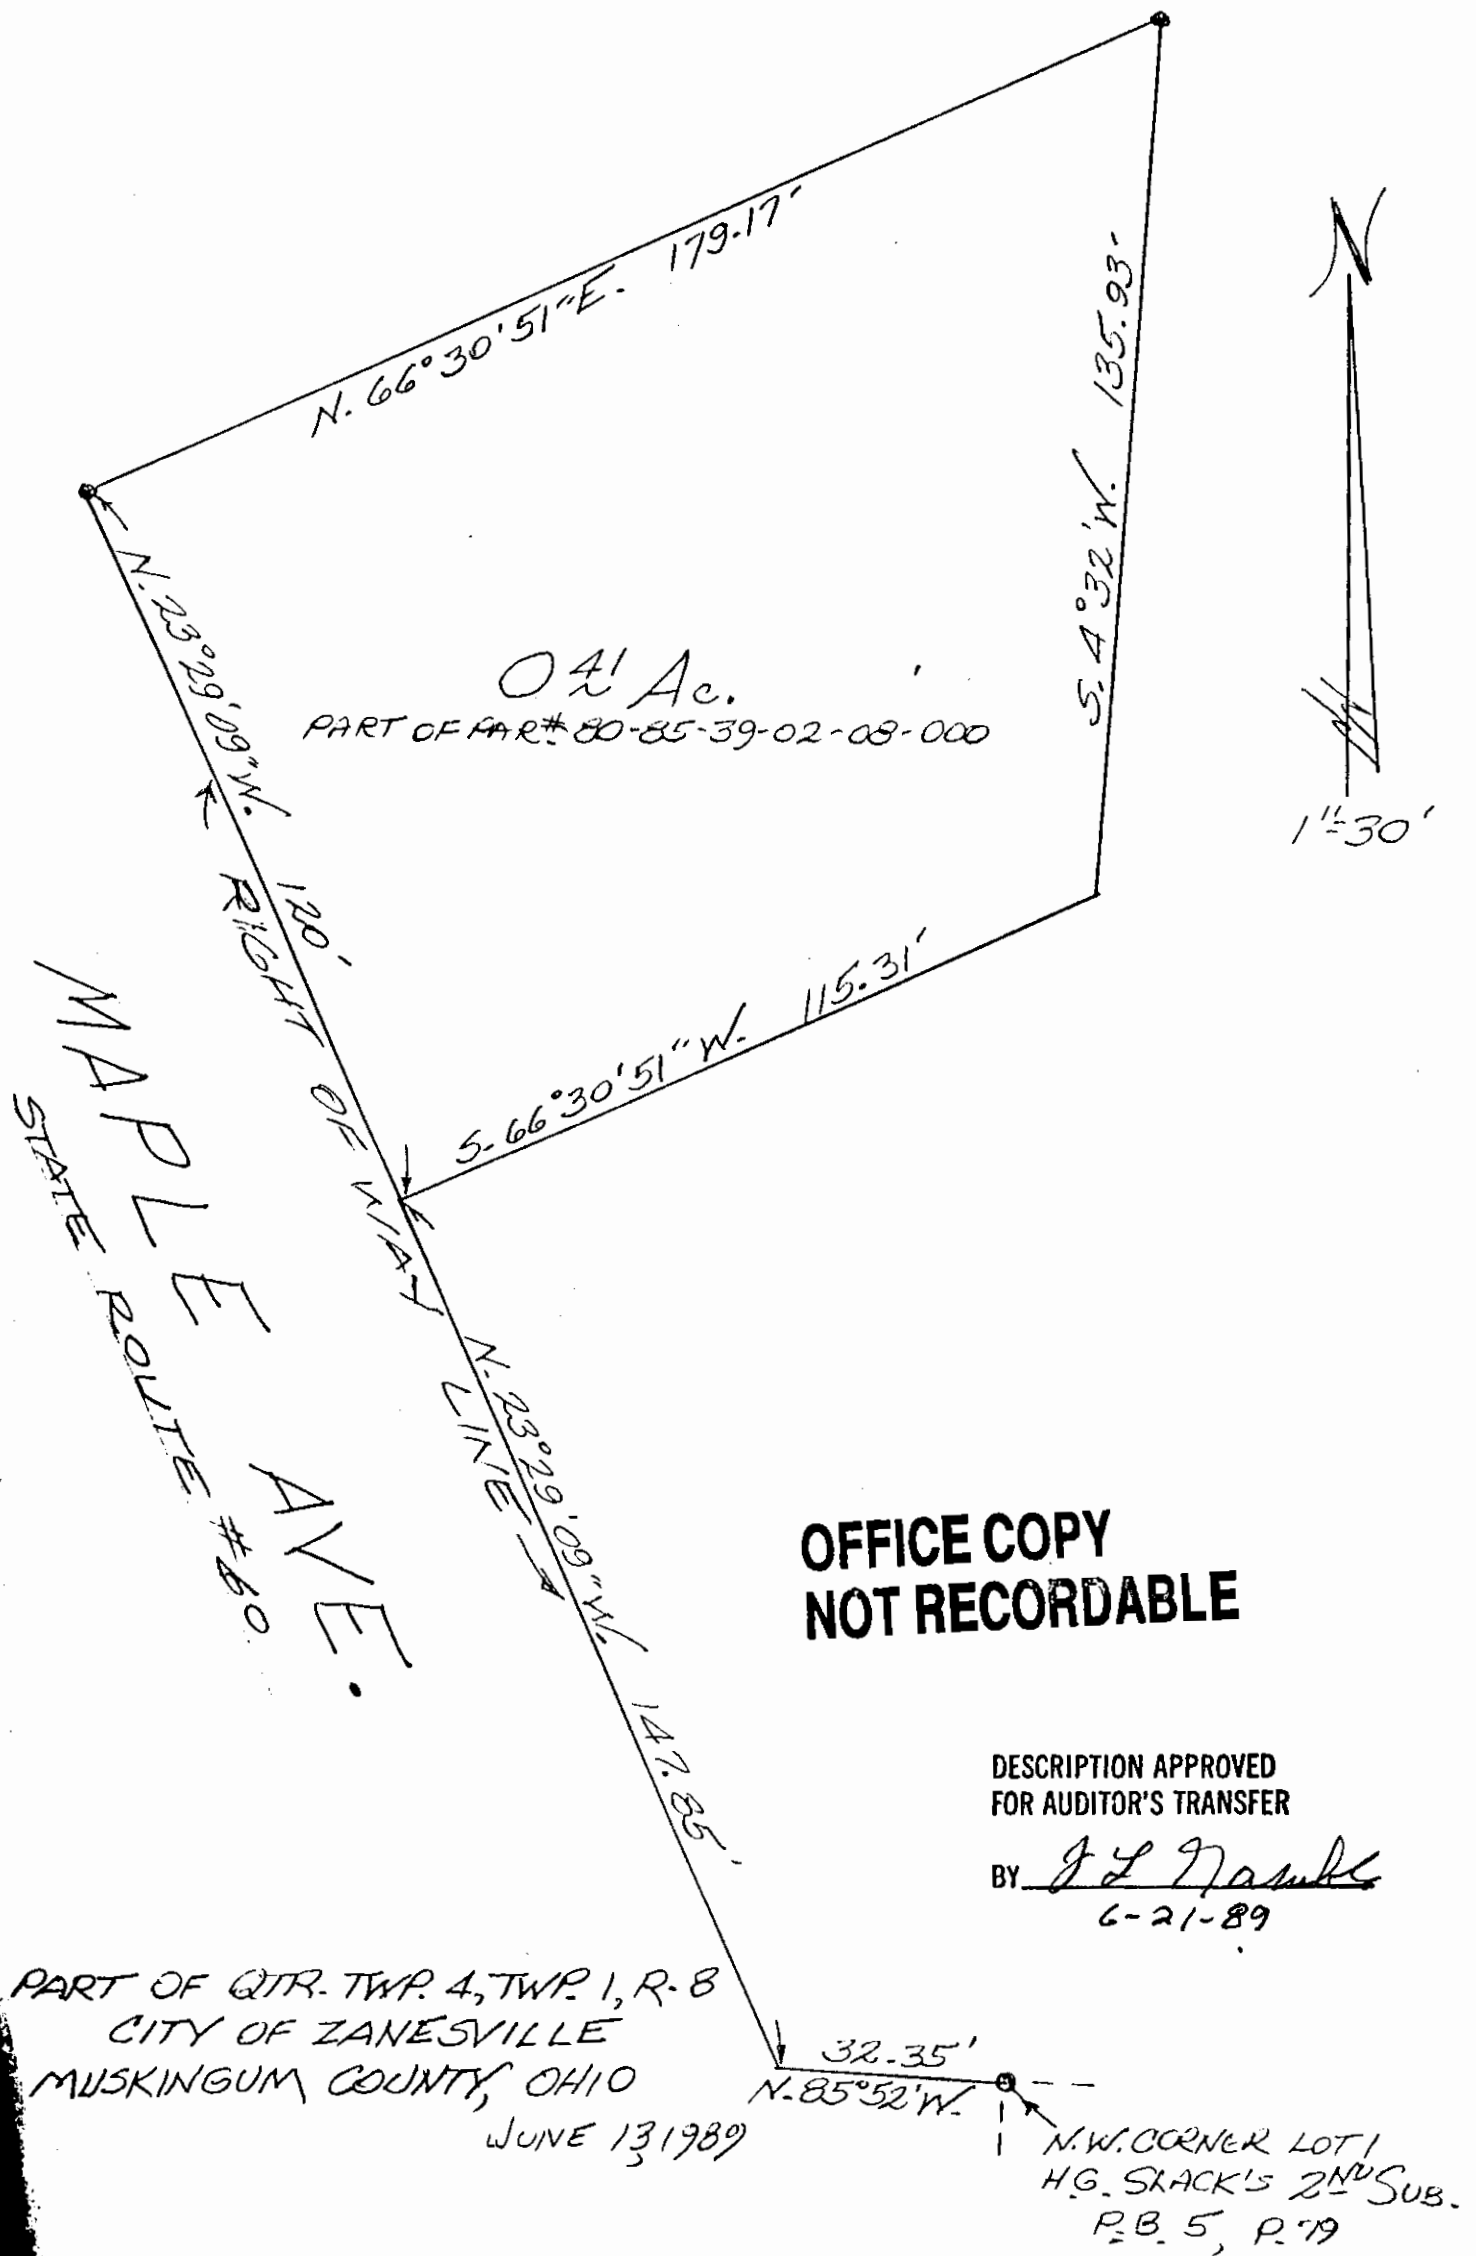 N. 66°30'51"E. 179.17'
N
S. 4°32'W. 135.93'
N. 23°29'09"W. 120'
0.41 Ac.
PART OF PAR# 80-85-39-02-08-000
1"=30'
RIGHT OF WAY LINE
S. 66°30'51"W. 115.31'
MAPLE AVE.
STATE ROUTE #60
N. 23°29'09"W. 147.85'
OFFICE COPY
NOT RECORDABLE
DESCRIPTION APPROVED
FOR AUDITOR'S TRANSFER
BY J L
6-21-89
PART OF QTR. TWP. 4, TWP. 1, R-8
CITY OF ZANESVILLE
MUSKINGUM COUNTY, OHIO
JUNE 13, 1989
32.35'
N. 85°52'W.
N.W. CORNER LOT 1
H.G. SLACK'S 2ND SUB.
P.B. 5, P. 79